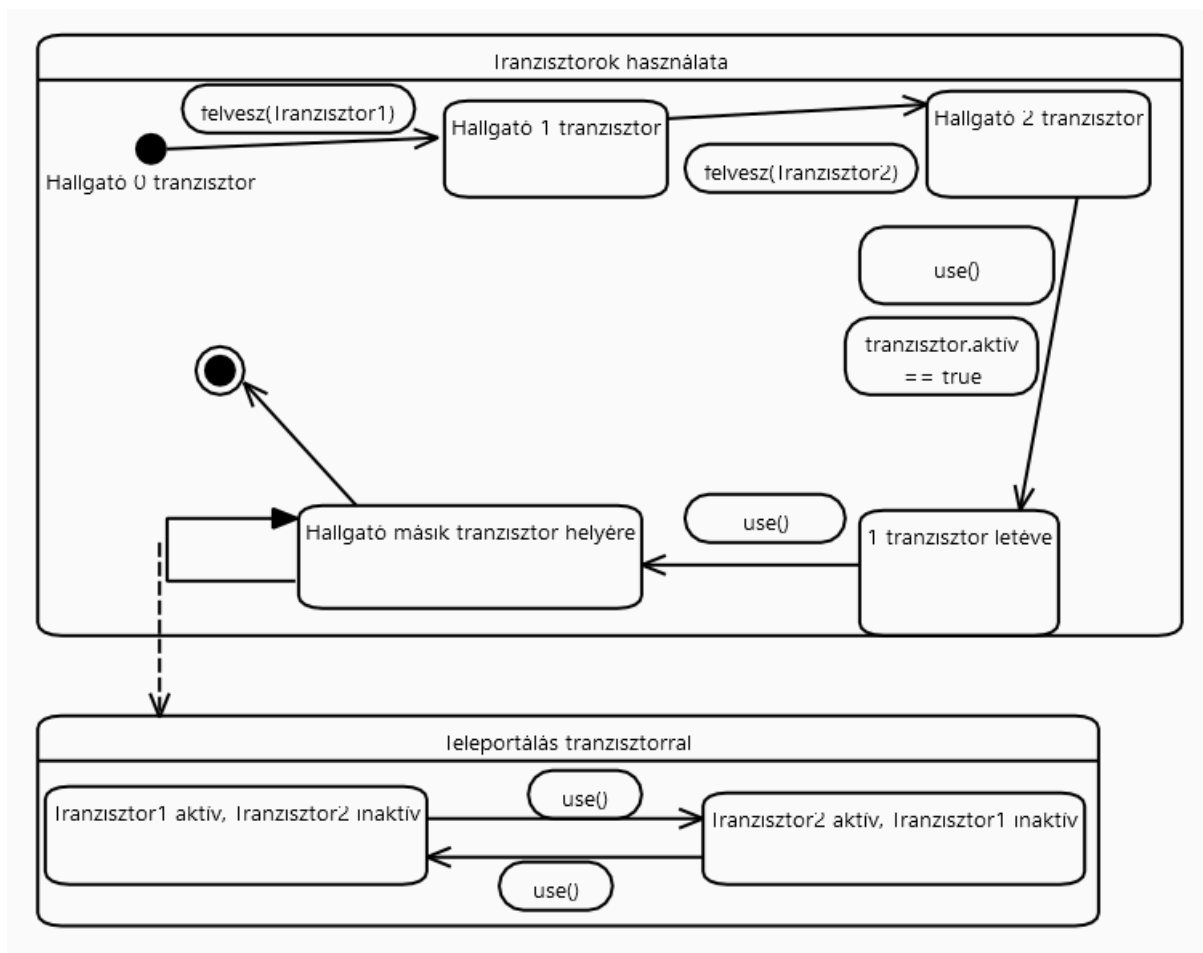 Tranzisztorok használata
felvesz(Tranzisztor1)
Hallgató 1 tranzisztor
Hallgató 2 tranzisztor
felvesz(Tranzisztor2)
Hallgató 0 tranzisztor
use()
tranzisztor.aktív
== true
use()
Hallgató másik tranzisztor helyére
1 tranzisztor letéve
Teleportálás tranzisztorral
use()
Tranzisztor1 aktív, Tranzisztor2 inaktív
Tranzisztor2 aktív, Tranzisztor1 inaktív
use()